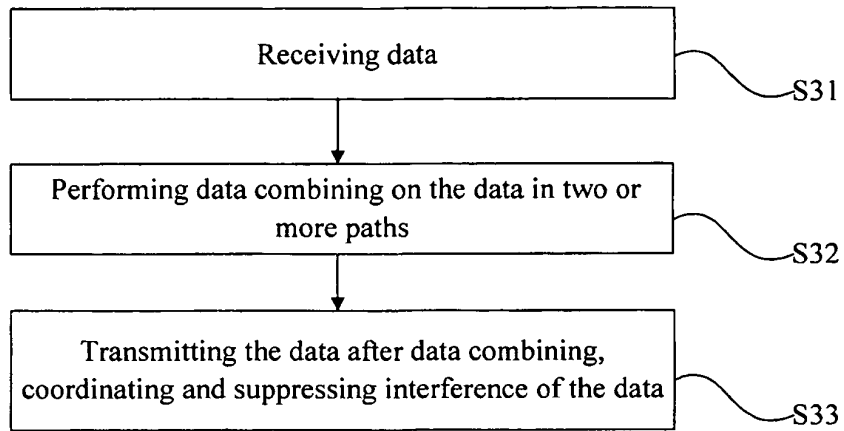 Receiving data
S31
Performing data combining on the data in two or
more paths
S32
Transmitting the data after data combining,
coordinating and suppressing interference of the data
S33